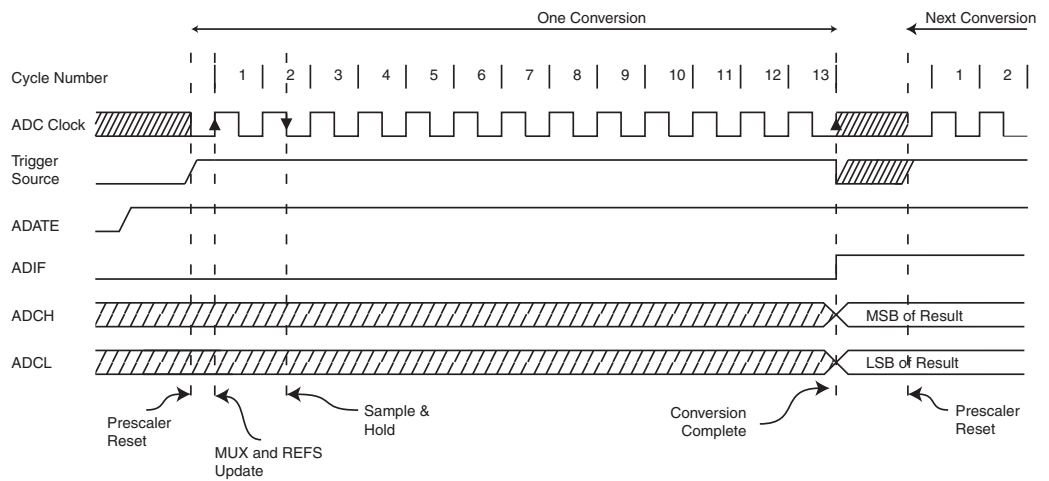 One Conversion
Next Conversion
Cycle Number
1 2 3 4 5 6 7 8 9 10 11 12 13 1 2
ADC Clock
Trigger
Source
ADATE
ADIF
ADCH
MSB of Result
ADCL
LSB of Result
Prescaler
Reset
MUX and REFS
Update
Sample &
Hold
Conversion
Complete
Prescaler
Reset